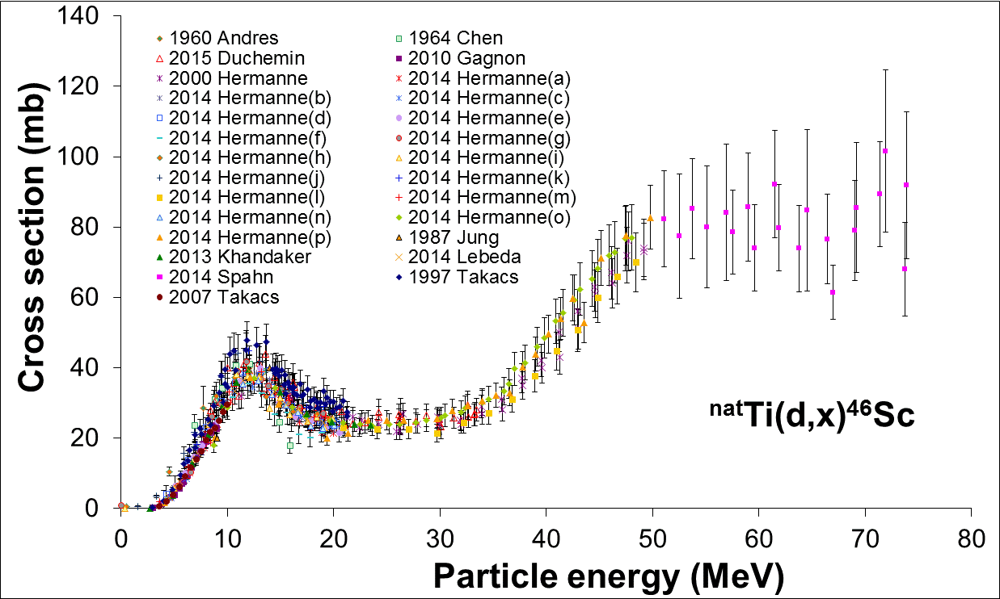 140
120
100
80
60
40
20
0
Cross section (mb)
1960 Andres 1964 Chen
2015 Duchemin 2010 Gagnon
2000 Hermanne 2014 Hermanne(a)
2014 Hermanne(b) 2014 Hermanne(c)
2014 Hermanne(d) 2014 Hermanne(e)
2014 Hermanne(f) 2014 Hermanne(g)
2014 Hermanne(h) 2014 Hermanne(i)
2014 Hermanne(j) 2014 Hermanne(k)
2014 Hermanne(l) 2014 Hermanne(m)
2014 Hermanne(n) 2014 Hermanne(o)
2014 Hermanne(p) 1987 Jung
2013 Khandaker 2014 Lebeda
2014 Spahn 1997 Takacs
2007 Takacs
natTi(d,x)46Sc
0 10 20 30 40 50 60 70 80
Particle energy (MeV)